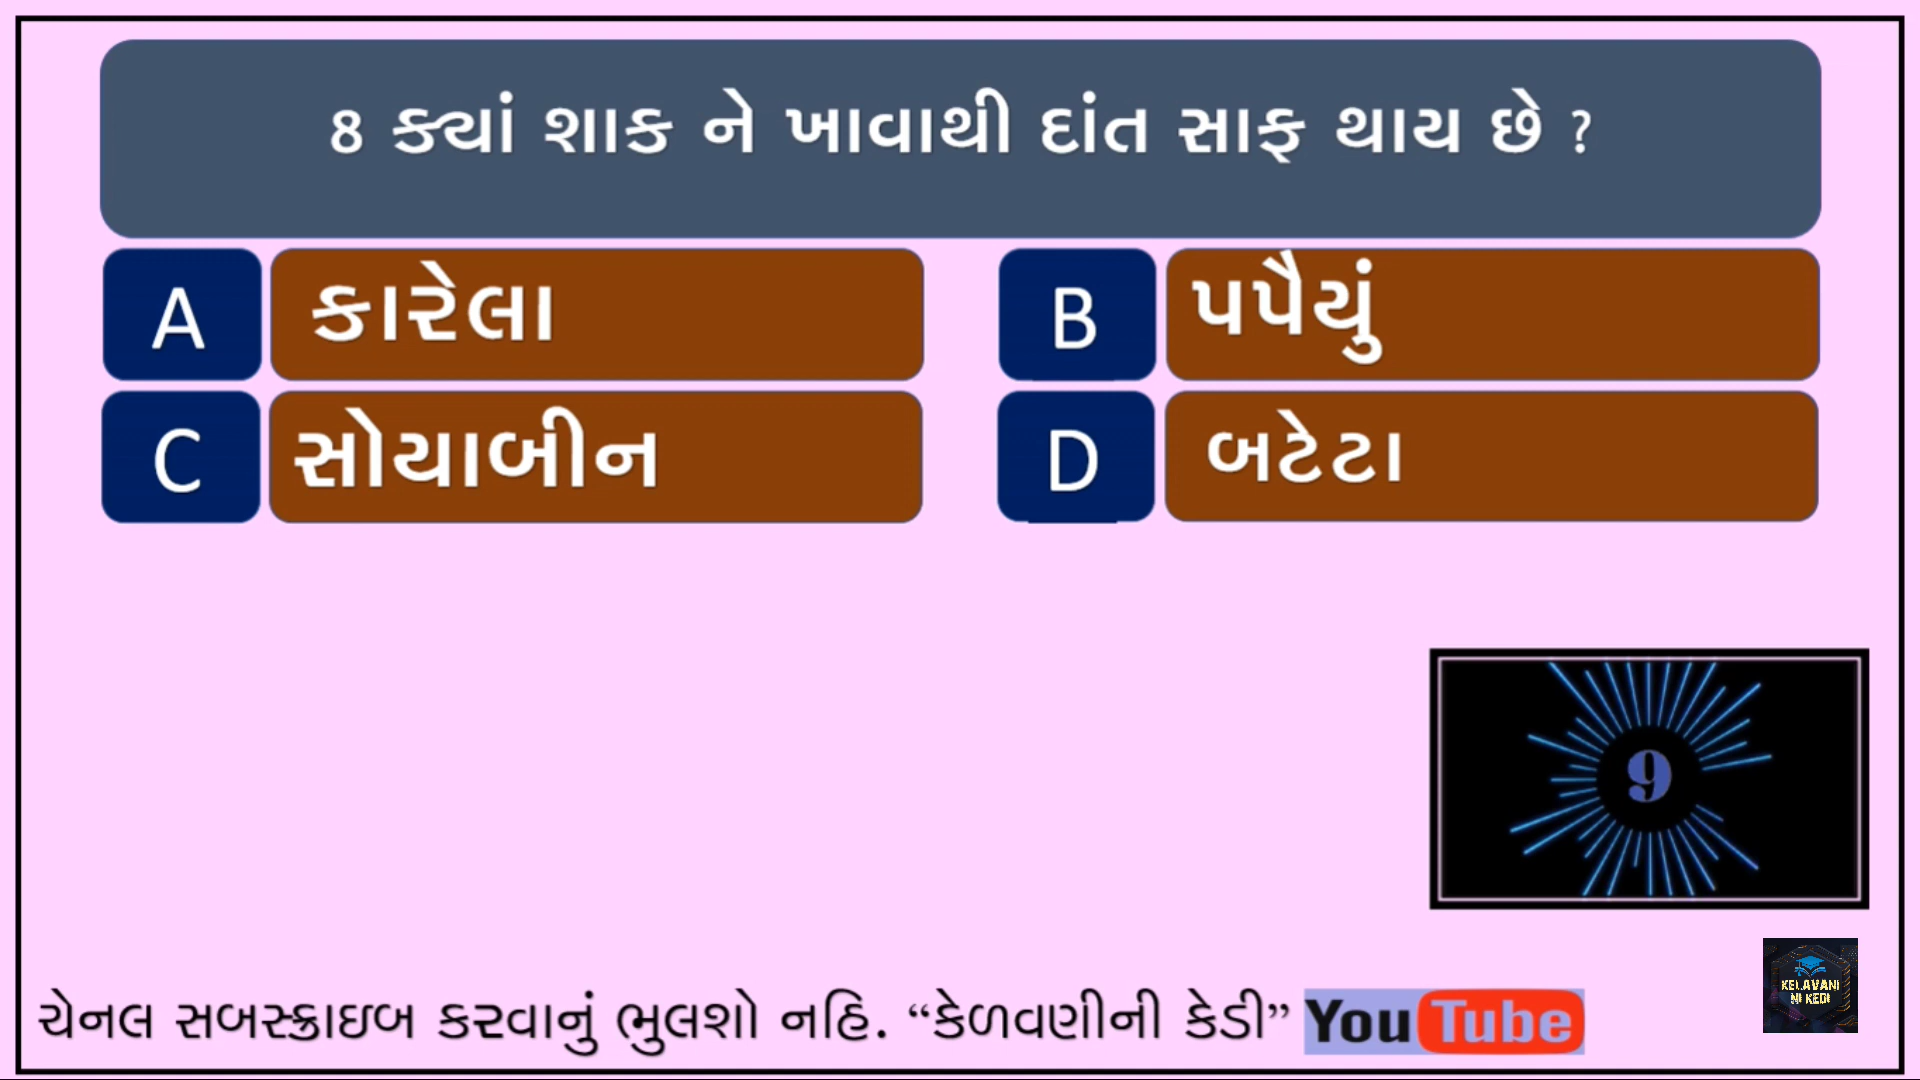 8 ક્યાં શાક ને ખાવાથી દાંત સાફ થાય છે ?
A કારેલા
B પપૈયું
C સોયાબીન
D બટેટા
9
KELAVANI
NI KEDI
ચેનલ સબસ્ક્રાઇબ કરવાનું ભુલશો નહિ. “કેળવણીની કેડી” YouTube